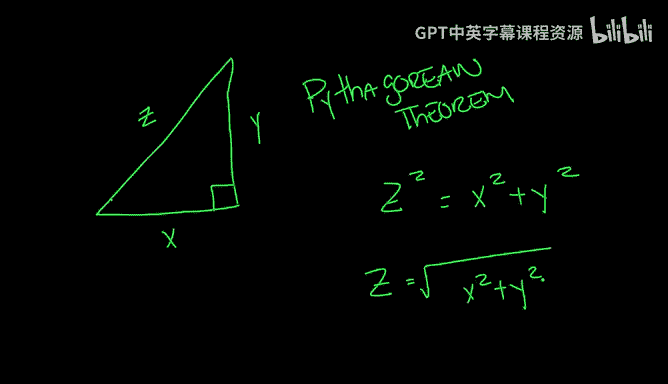 GPT中英字幕课程资源 bilibili
PythAGOREAN
THEOREM
z
y
x
z² = x² + y²
z = √x² + y²